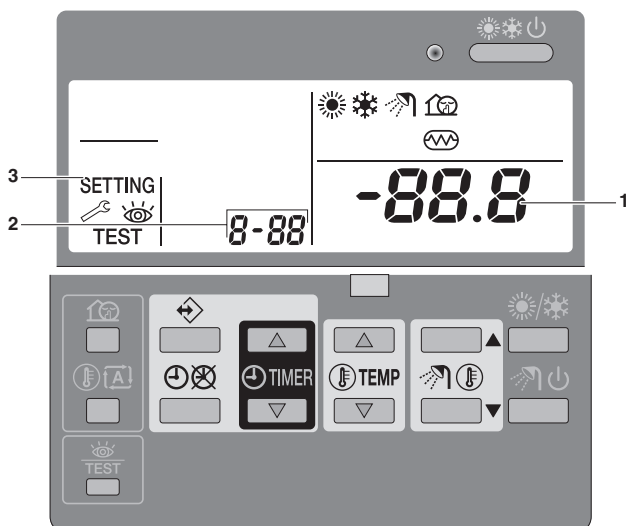 3
SETTING
TEST
2
8-88
-88.8
1
A
TIMER
TEMP
/
TEST